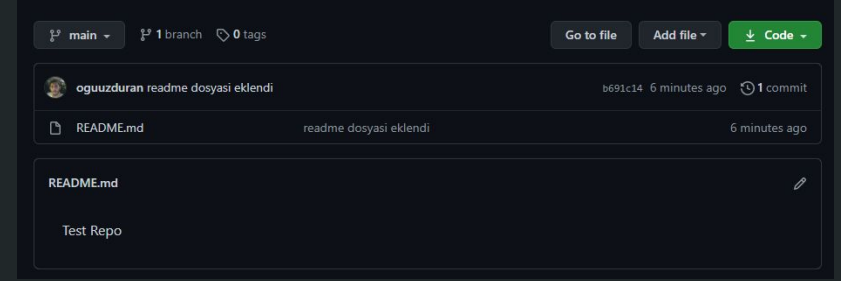 main 1 branch 0 tags Go to file Add file Code
oguuzduran readme dosyasi eklendi b691c14 6 minutes ago 1 commit
README.md readme dosyasi eklendi 6 minutes ago
README.md
Test Repo